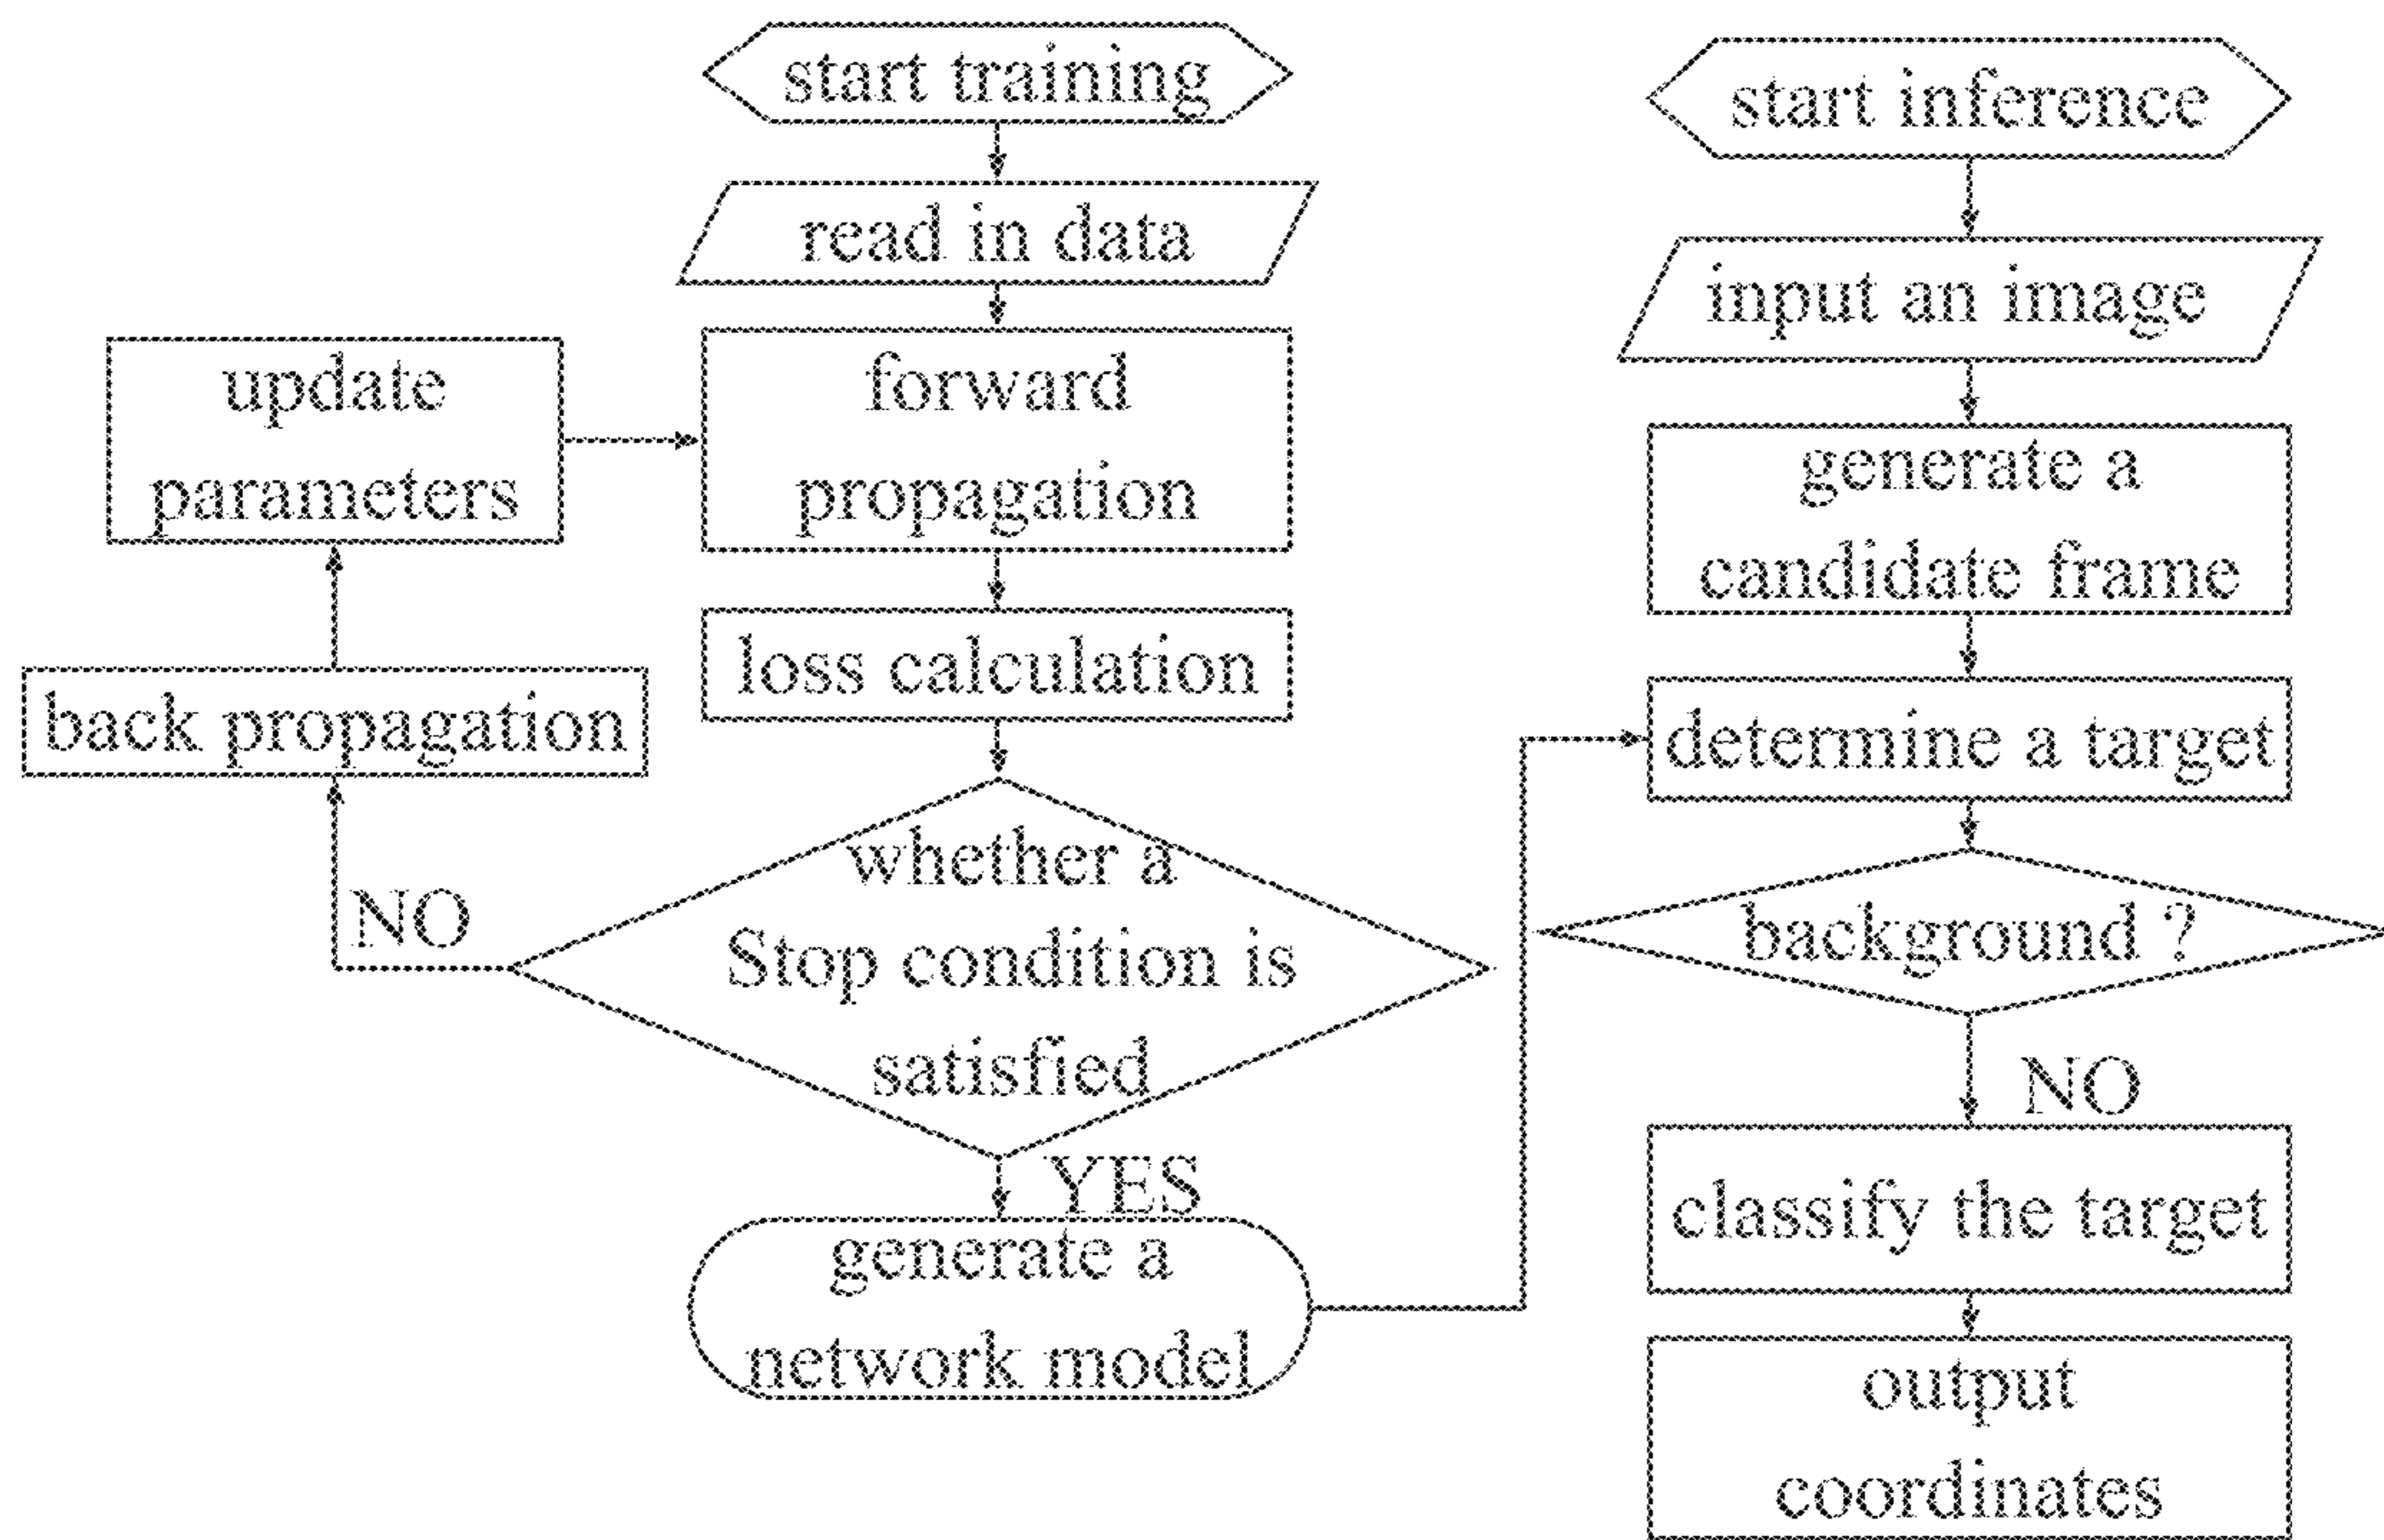 start training
read in data
update
parameters
forward
propagation
loss calculation
back propagation
whether a
Stop condition is
satisfied
NO
YES
generate a
network model
start inference
input an image
generate a
candidate frame
determine a target
background ?
NO
classify the target
output
coordinates